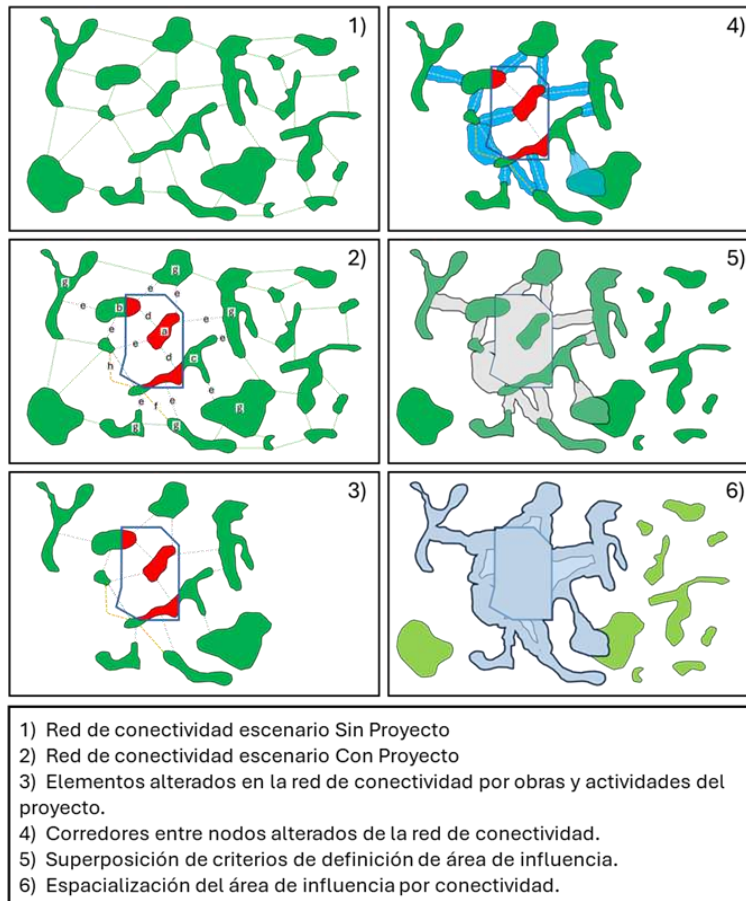 1)
4)
2)
g
g
e
e
e
b
d
e
a
e
g
e
e
e
h
d
c
e
e
f
e
g
g
g
5)
3)
6)
1) Red de conectividad escenario Sin Proyecto
2) Red de conectividad escenario Con Proyecto
3) Elementos alterados en la red de conectividad por obras y actividades del
proyecto.
4) Corredores entre nodos alterados de la red de conectividad.
5) Superposición de criterios de definición de área de influencia.
6) Espacialización del área de influencia por conectividad.